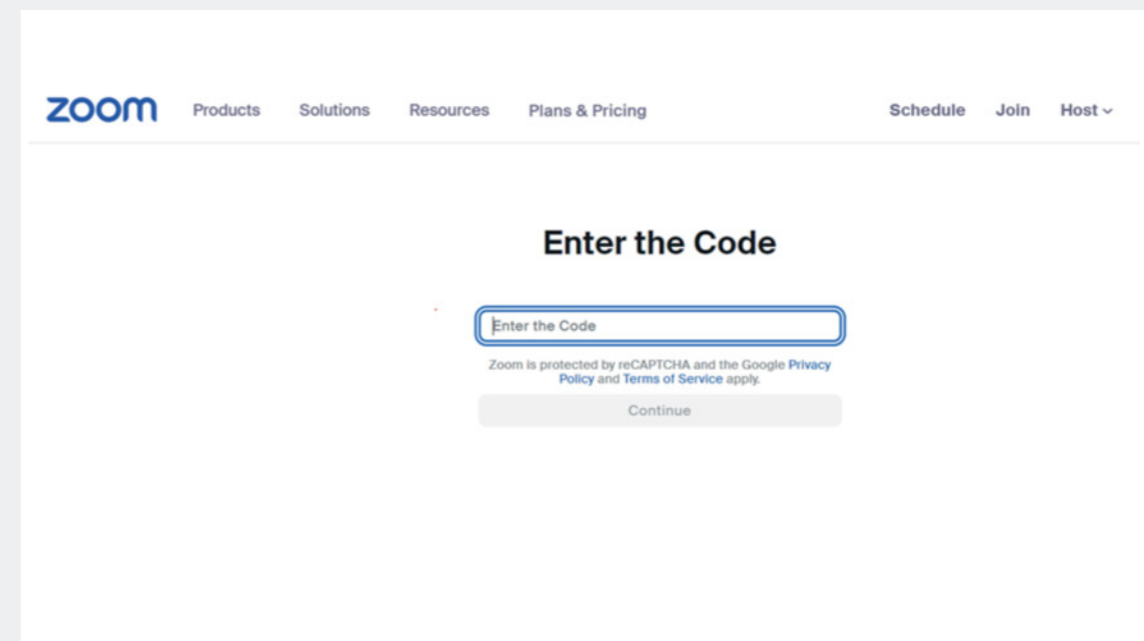 zoom Products Solutions Resources Plans & Pricing Schedule Join Host
Enter the Code
Enter the Code
Zoom is protected by reCAPTCHA and the Google Privacy
Policy and Terms of Service apply.
Continue